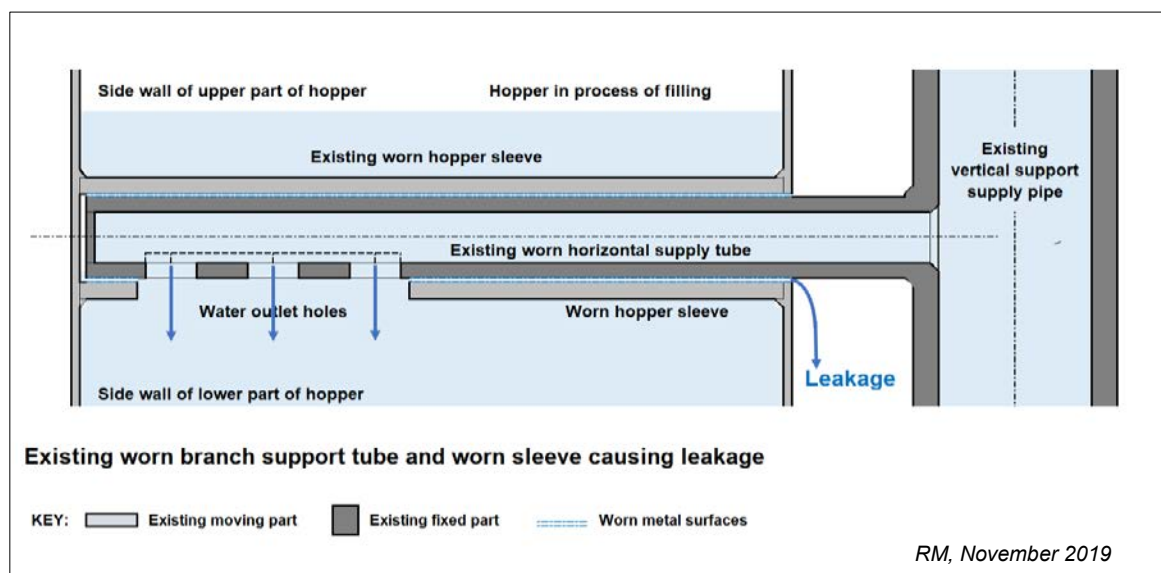 Side wall of upper part of hopper
Hopper in process of filling
Existing worn hopper sleeve
Existing
vertical support
supply pipe
Existing worn horizontal supply tube
Water outlet holes
Worn hopper sleeve
Leakage
Side wall of lower part of hopper
Existing worn branch support tube and worn sleeve causing leakage
KEY:
Existing moving part
Existing fixed part
Worn metal surfaces
RM, November 2019